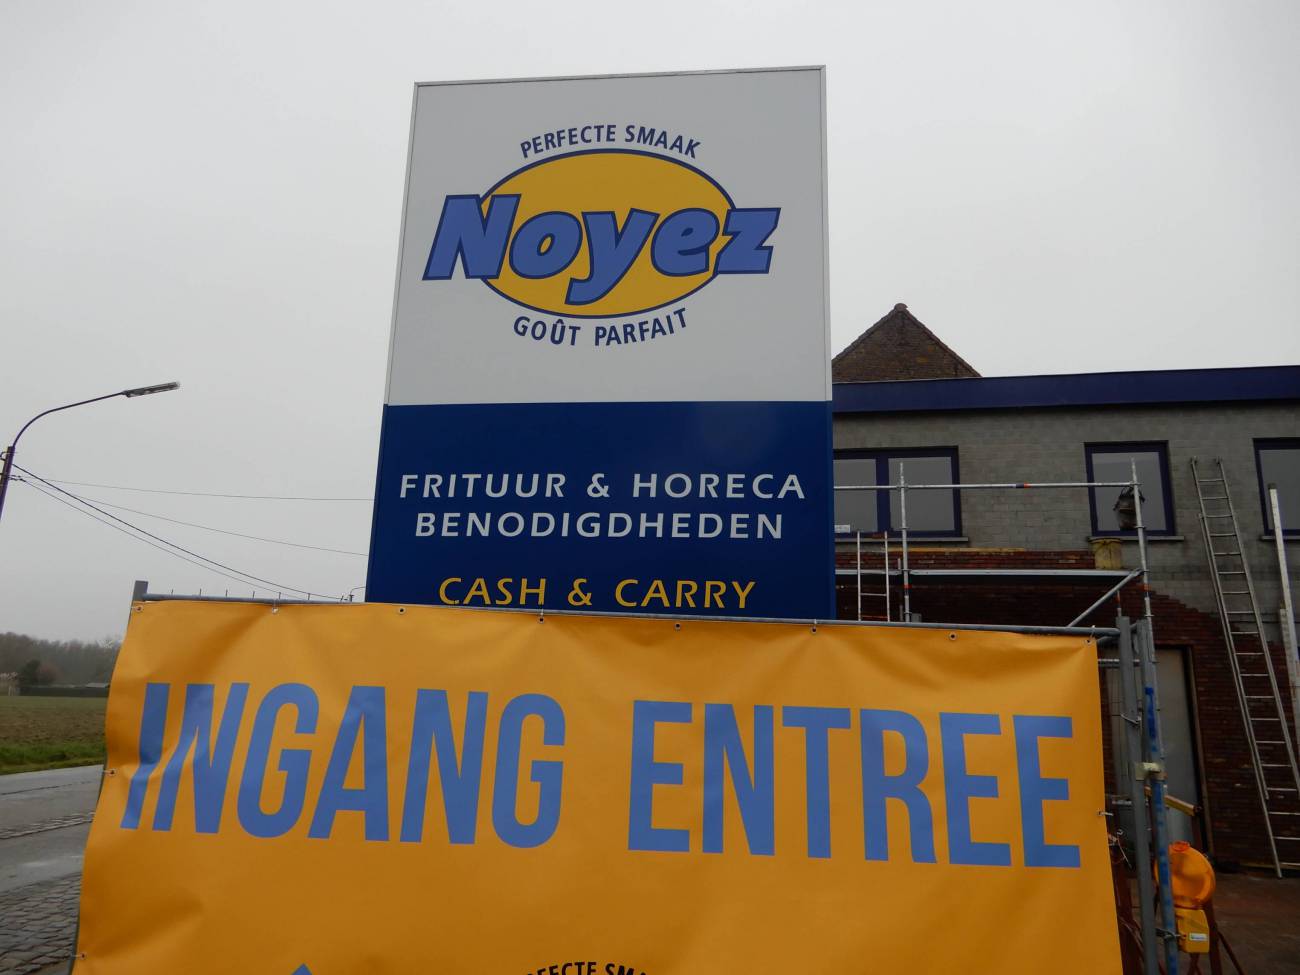 PERFECTE SMAAK
Noyez
GOÛT PARFAIT
FRITUUR & HORECA
BENODIGDHEDEN
CASH & CARRY
INGANG ENTREE